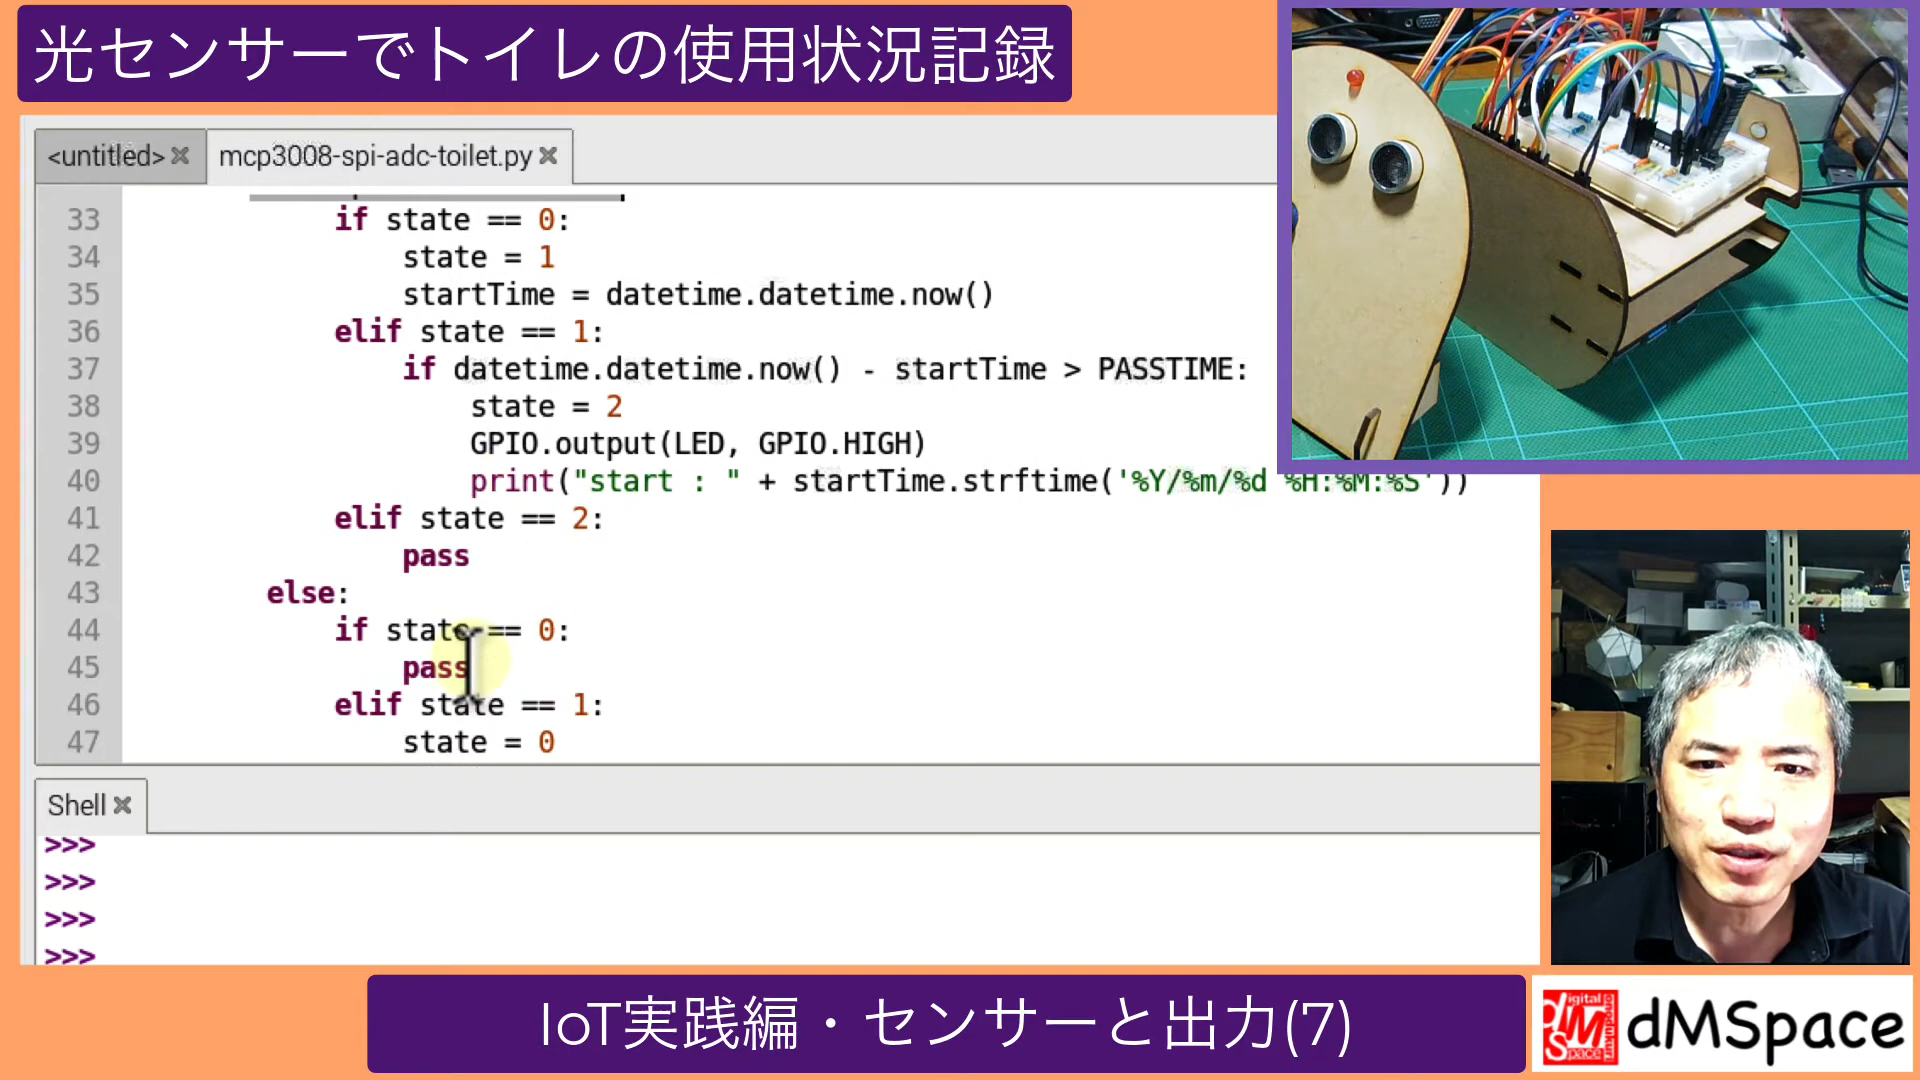 光センサーでトイレの使用状況記録
<untitled> mcp3008-spi-adc-toilet.py
33 if state == 0:
34 state = 1
35 startTime = datetime.datetime.now()
36 elif state == 1:
37 if datetime.datetime.now() - startTime > PASSTIME:
38 state = 2
39 GPIO.output(LED, GPIO.HIGH)
40 print("start : " + startTime.strftime('%Y/%m/%d %H:%M:%S'))
41 elif state == 2:
42 pass
43 else:
44 if state == 0:
45 pass
46 elif state == 1:
47 state = 0
Shell
>>>
>>>
>>>
>>>
IoT実践編・センサーと出力(7)
dMSpace